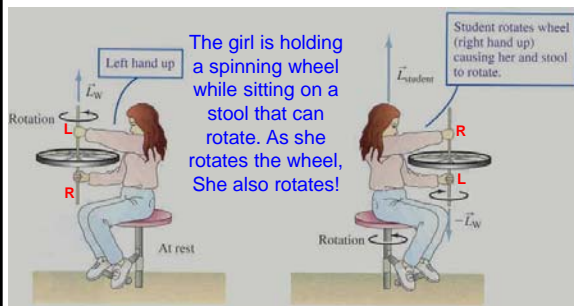 Left hand up
L⃗W
Rotation
L
R
At rest
The girl is holding
a spinning wheel
while sitting on a
stool that can
rotate. As she
rotates the wheel,
She also rotates!
Student rotates wheel
(right hand up)
causing her and stool
to rotate.
L⃗student
R
L
−L⃗W
Rotation